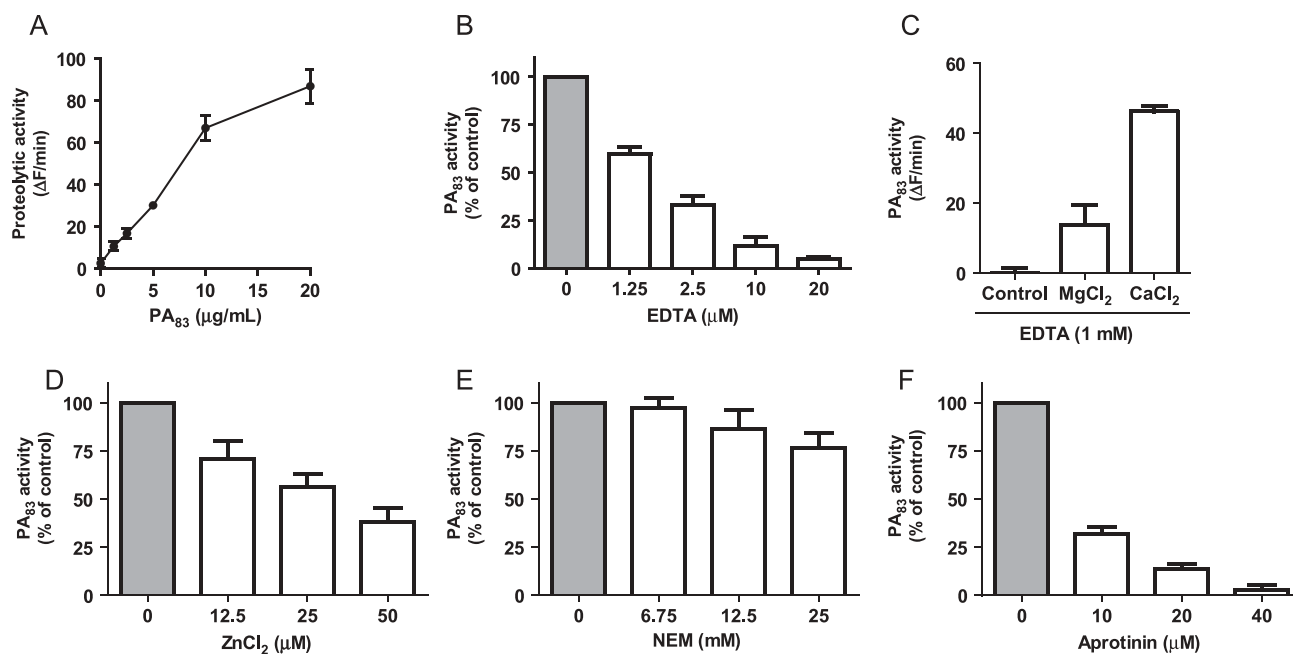 A
Proteolytic activity
(ΔF/min)
100
80
60
40
20
0
0 5 10 15 20
PA₈₃ (μg/mL)
B
PA₈₃ activity
(% of control)
100
75
50
25
0
0 1.25 2.5 10 20
EDTA (μM)
C
PA₈₃ activity
(ΔF/min)
60
40
20
0
Control MgCl₂ CaCl₂
EDTA (1 mM)
D
PA₈₃ activity
(% of control)
100
75
50
25
0
0 12.5 25 50
ZnCl₂ (μM)
E
PA₈₃ activity
(% of control)
100
75
50
25
0
0 6.75 12.5 25
NEM (mM)
F
PA₈₃ activity
(% of control)
100
75
50
25
0
0 10 20 40
Aprotinin (μM)